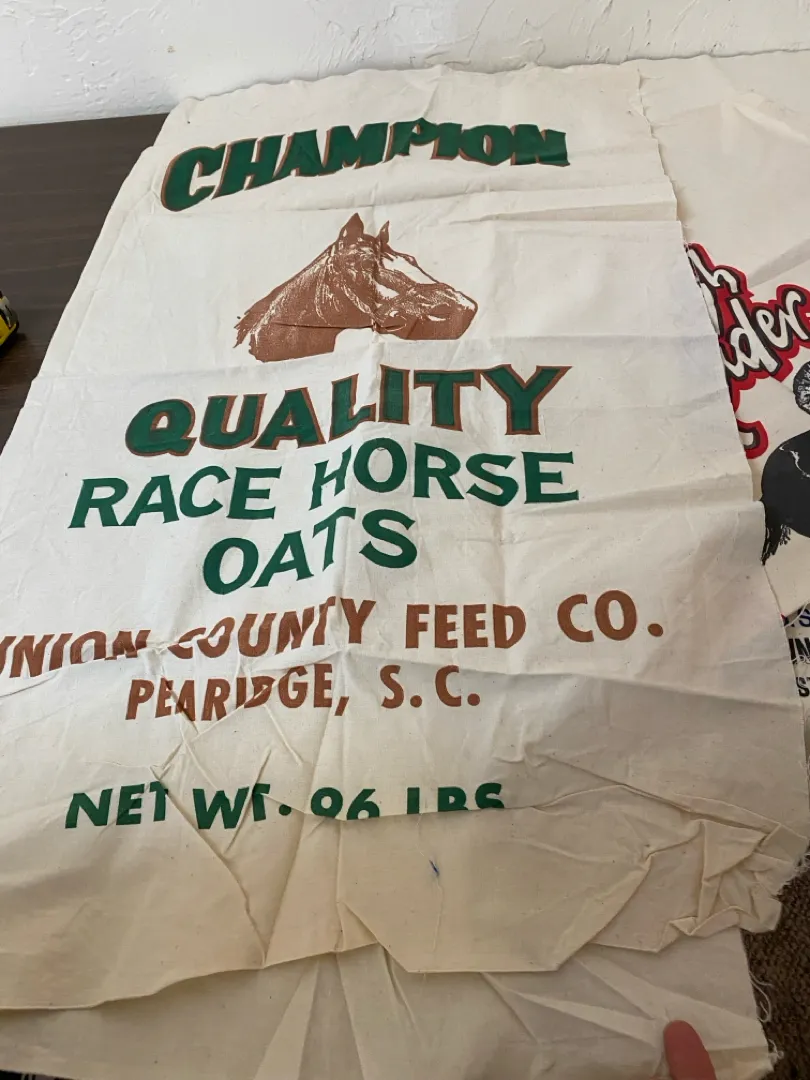 CHAMPION
QUALITY
RACE HORSE
OATS
UNION COUNTY FEED CO.
PEARIDGE, S.C.
NET WT. 96 LBS